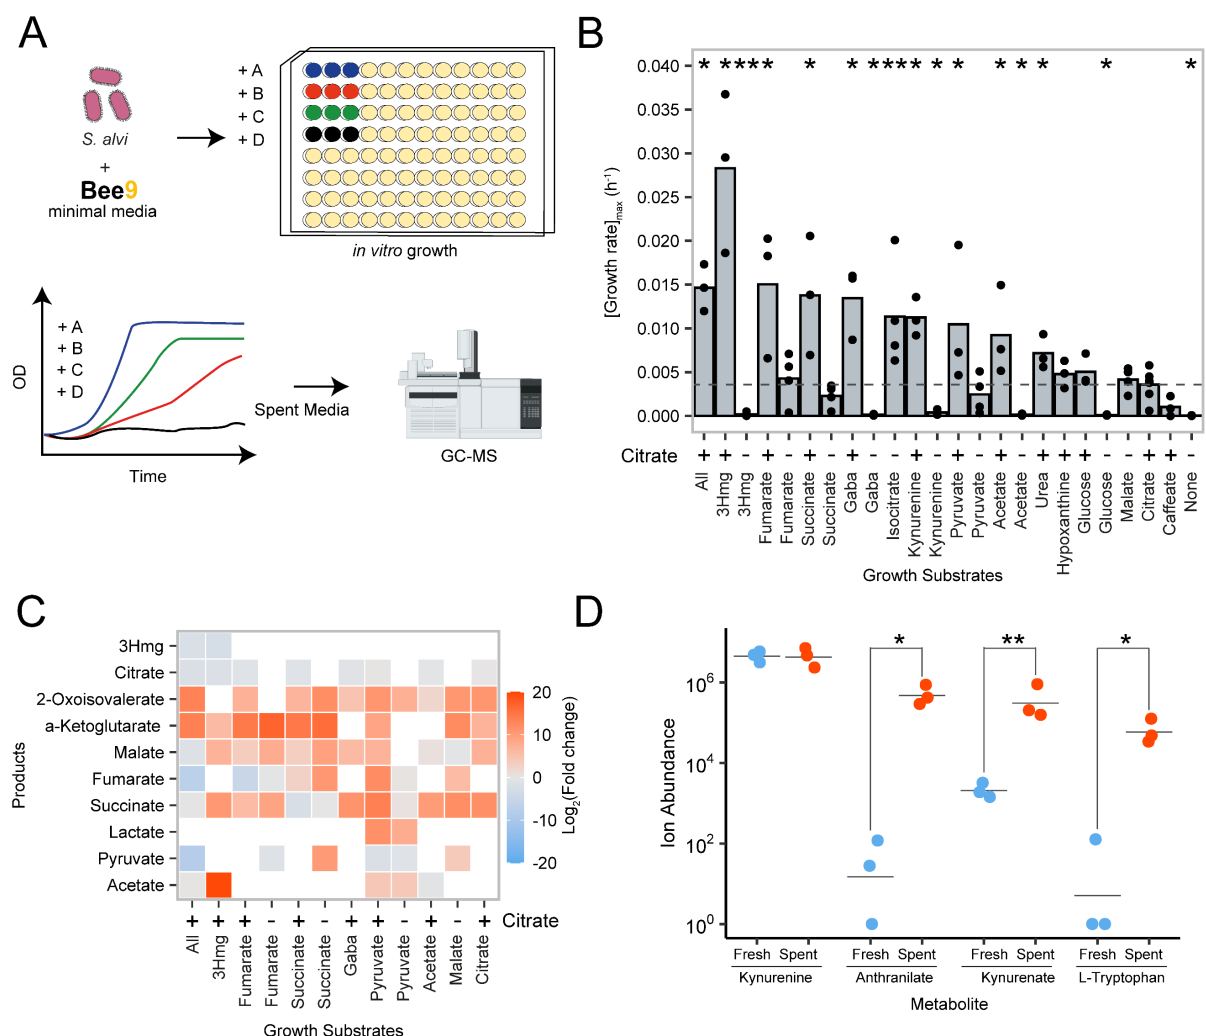 A
S. alvi
+
Bee9
minimal media
+ A
+ B
+ C
+ D
in vitro growth
OD
+ A
+ B
+ C
+ D
Time
Spent Media
GC-MS
B
[Growth rate]max (h-1)
0.040
0.035
0.030
0.025
0.020
0.015
0.010
0.005
0.000
* * * * * * * * * * * * * * * * *
Citrate + + - + - + - + - - + - + - + - + + + - - + + -
All 3Hmg 3Hmg Fumarate Fumarate Succinate Succinate Gaba Gaba Isocitrate Kynurenine Kynurenine Pyruvate Pyruvate Acetate Acetate Urea Hypoxanthine Glucose Glucose Malate Citrate Caffeate None
Growth Substrates
C
Products
3Hmg
Citrate
2-Oxoisovalerate
a-Ketoglutarate
Malate
Fumarate
Succinate
Lactate
Pyruvate
Acetate
20
10
0
-10
-20
Log2(Fold change)
+ + + - + - + + - + - + Citrate
All 3Hmg Fumarate Fumarate Succinate Succinate Gaba Pyruvate Pyruvate Acetate Malate Citrate
Growth Substrates
D
Ion Abundance
10^6
10^4
10^2
10^0
* ** *
Fresh Spent Fresh Spent Fresh Spent Fresh Spent
Kynurenine Anthranilate Kynurenate L-Tryptophan
Metabolite